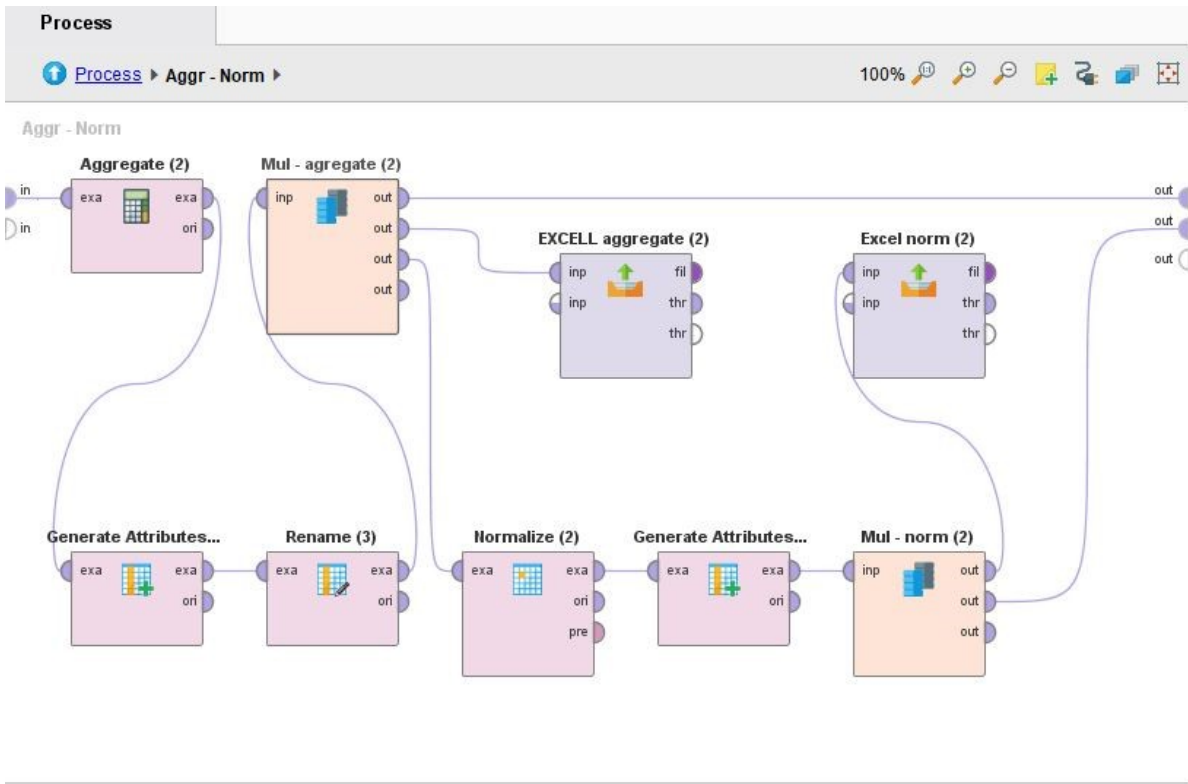 Process
Process ▸ Aggr - Norm ▸
100%
Aggr - Norm
Aggregate (2)
Mul - agregate (2)
in
exa exa
inp out
out
in
ori
out
out
EXCELL aggregate (2)
Excel norm (2)
out
inp fil
inp fil
out
out
inp thr
inp thr
thr
thr
Generate Attributes...
Rename (3)
Normalize (2)
Generate Attributes...
Mul - norm (2)
exa exa
exa exa
exa exa
exa exa
inp out
ori
ori
ori
ori
out
pre
out